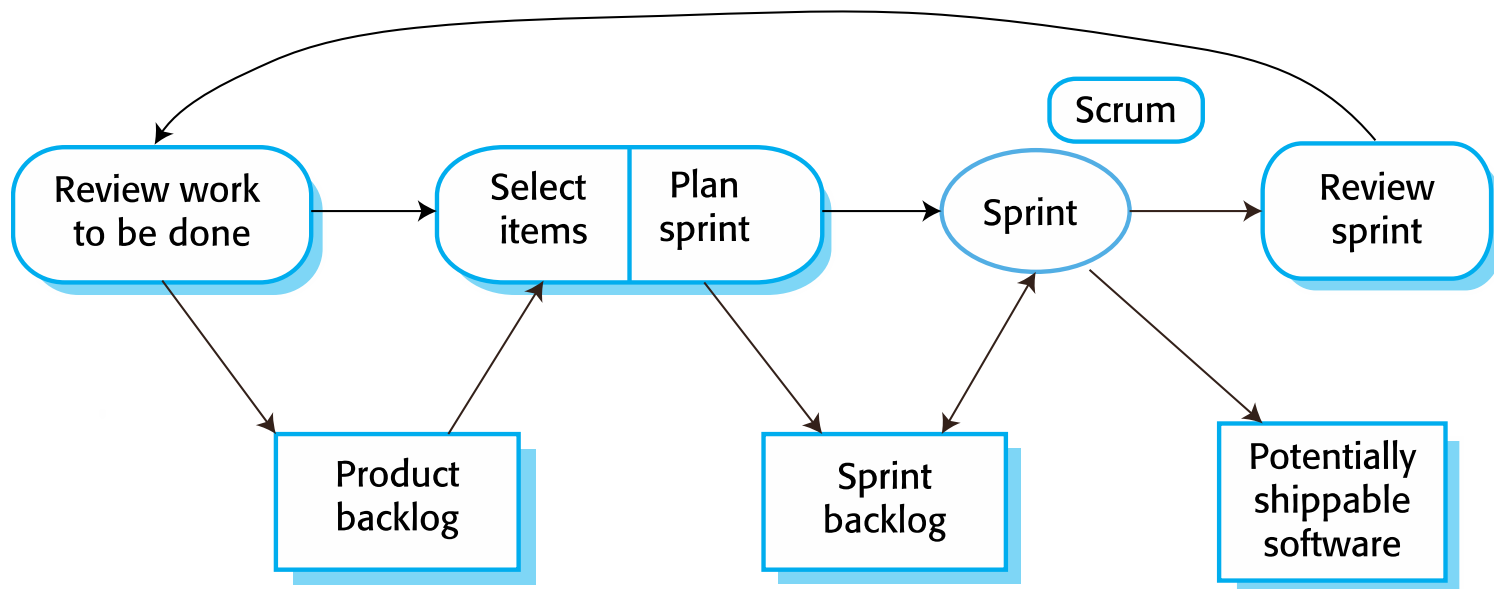 Scrum
Review work
to be done
Select
items
Plan
sprint
Sprint
Review
sprint
Product
backlog
Sprint
backlog
Potentially
shippable
software